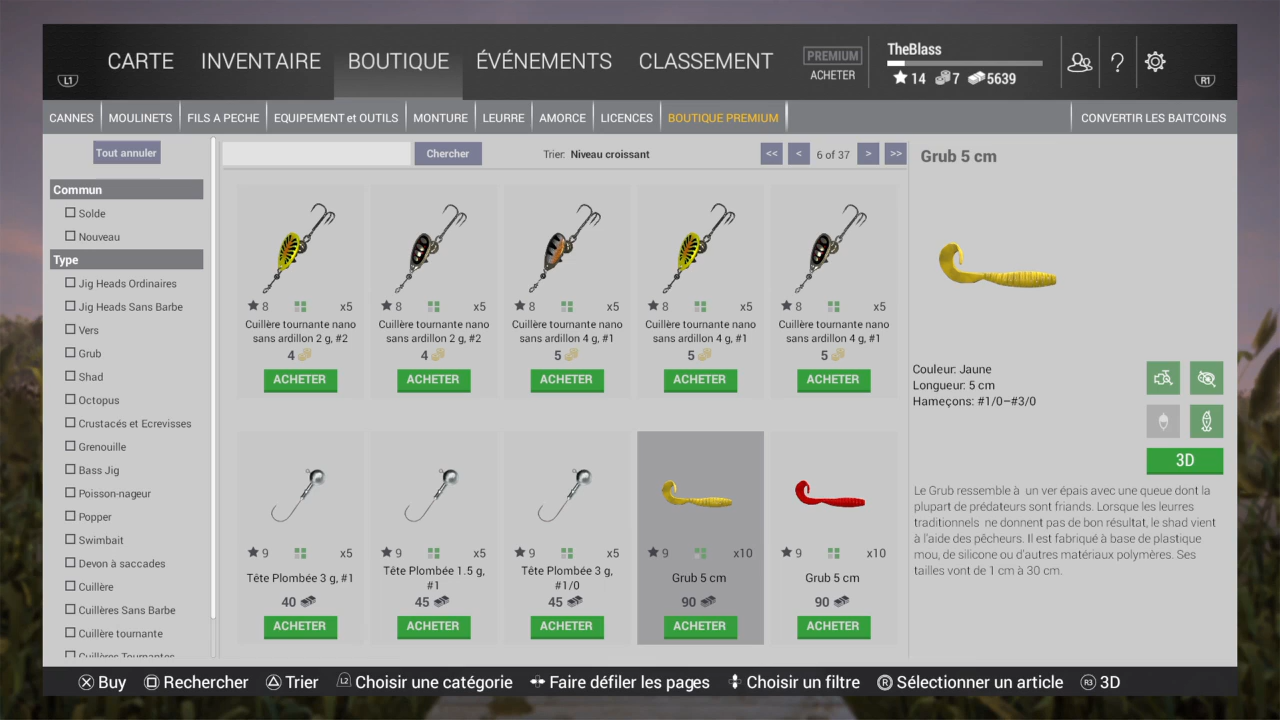 CARTE INVENTAIRE BOUTIQUE ÉVÉNEMENTS CLASSEMENT
PREMIUM
ACHETER
TheBlass
14 7 5639
?
L1
R1
CANNES MOULINETS FILS A PECHE EQUIPEMENT et OUTILS MONTURE LEURRE AMORCE LICENCES BOUTIQUE PREMIUM CONVERTIR LES BAITCOINS
Tout annuler
Commun
Solde
Nouveau
Type
Jig Heads Ordinaires
Jig Heads Sans Barbe
Vers
Grub
Shad
Octopus
Crustacés et Ecrevisses
Grenouille
Bass Jig
Poisson-nageur
Popper
Swimbait
Devon à saccades
Cuillère
Cuillères Sans Barbe
Cuillère tournante
Cuillères Tournantes
Chercher
Trier: Niveau croissant
<< < 6 of 37 > >>
8 x5
Cuillère tournante nano
sans ardillon 2 g, #2
4
ACHETER
8 x5
Cuillère tournante nano
sans ardillon 2 g, #2
4
ACHETER
8 x5
Cuillère tournante nano
sans ardillon 4 g, #1
5
ACHETER
8 x5
Cuillère tournante nano
sans ardillon 4 g, #1
5
ACHETER
8 x5
Cuillère tournante nano
sans ardillon 4 g, #1
5
ACHETER
9 x5
Tête Plombée 3 g, #1
40
ACHETER
9 x5
Tête Plombée 1.5 g,
#1
45
ACHETER
9 x5
Tête Plombée 3 g,
#1/0
45
ACHETER
9 x10
Grub 5 cm
90
ACHETER
9 x10
Grub 5 cm
90
ACHETER
Grub 5 cm
Couleur: Jaune
Longueur: 5 cm
Hameçons: #1/0–#3/0
3D
Le Grub ressemble à un ver épais avec une queue dont la
plupart de prédateurs sont friands. Lorsque les leurres
traditionnels ne donnent pas de bon résultat, le shad vient
à l'aide des pêcheurs. Il est fabriqué à base de plastique
mou, de silicone ou d'autres matériaux polymères. Ses
tailles vont de 1 cm à 30 cm.
Buy Rechercher Trier L2 Choisir une catégorie Faire défiler les pages Choisir un filtre R Sélectionner un article R3 3D